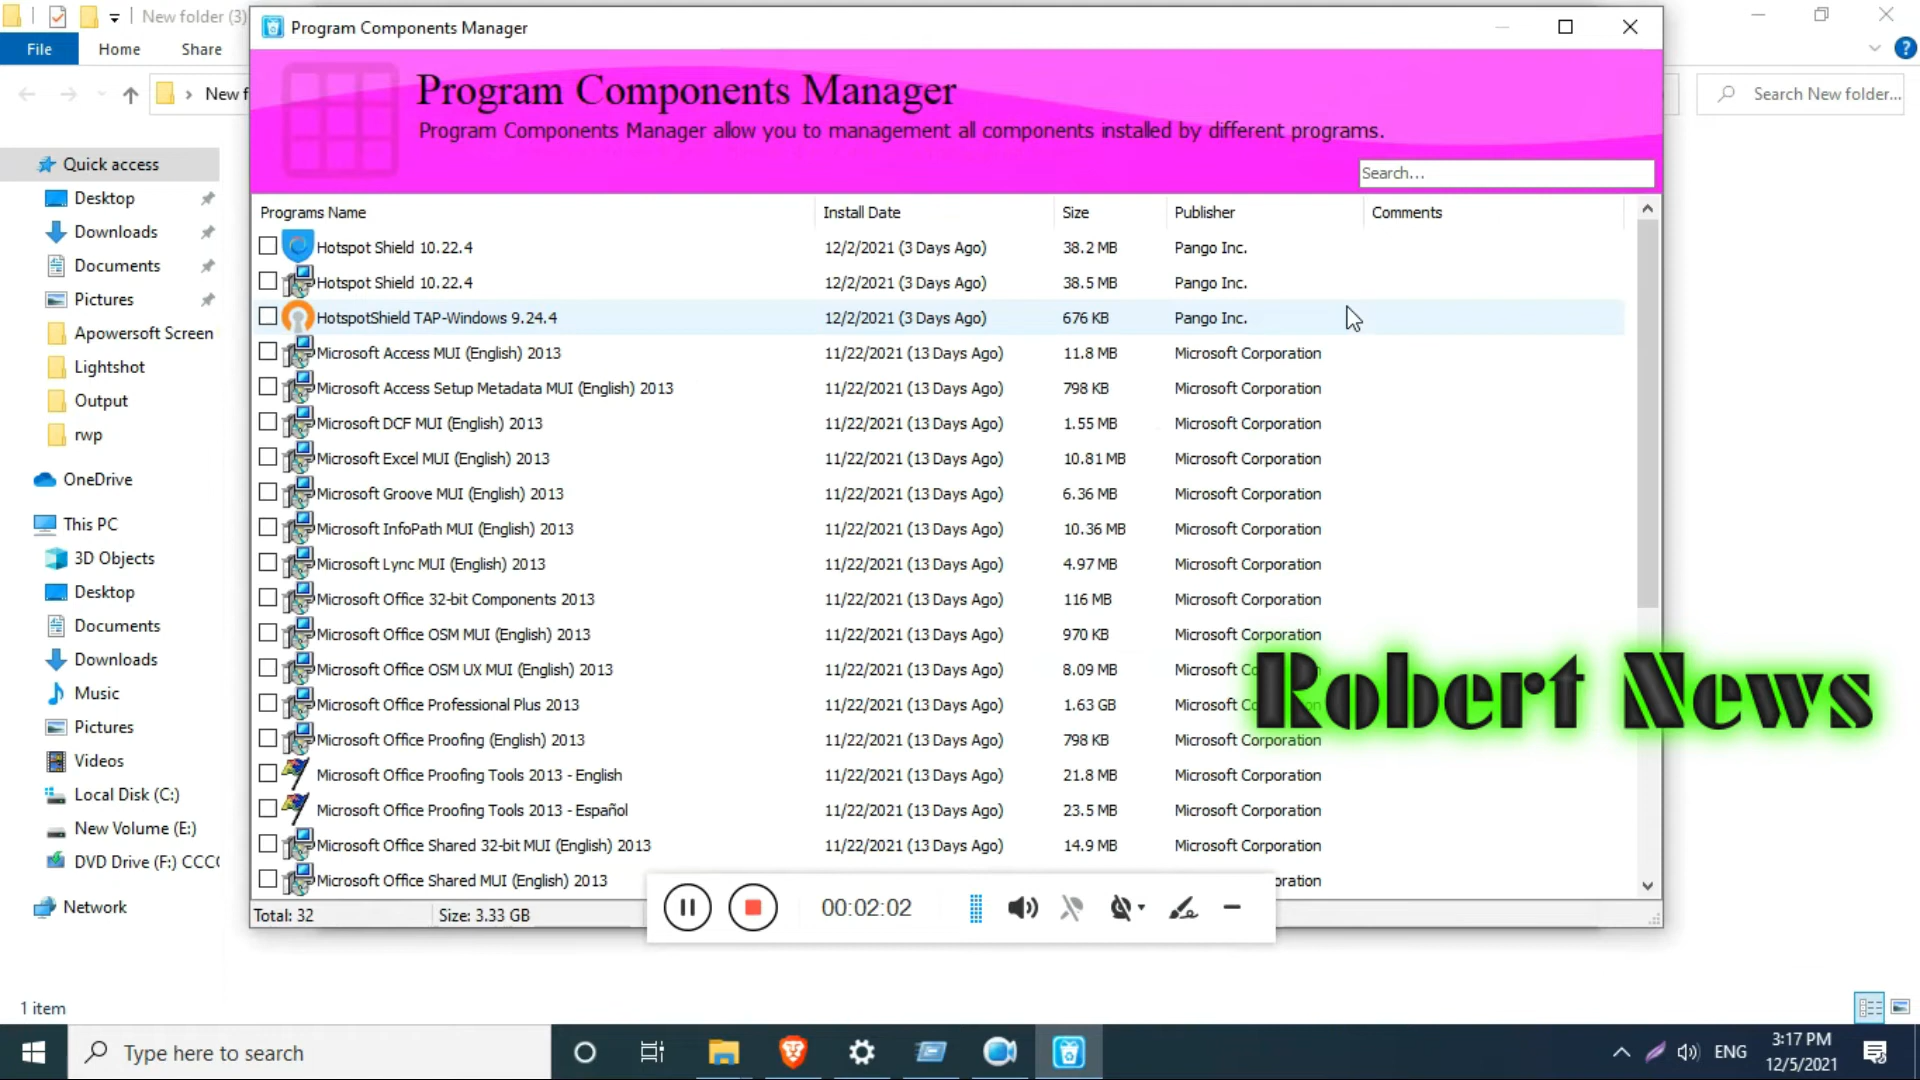 New folder (3)
Program Components Manager
File
Home
Share
New f
Search New folder...
Program Components Manager
Program Components Manager allow you to management all components installed by different programs.
Search...
Quick access
Desktop
Downloads
Documents
Pictures
Apowersoft Screen
Lightshot
Output
rwp
OneDrive
This PC
3D Objects
Desktop
Documents
Downloads
Music
Pictures
Videos
Local Disk (C:)
New Volume (E:)
DVD Drive (F:) CCC
Network
Programs Name Install Date Size Publisher Comments
Hotspot Shield 10.22.4 12/2/2021 (3 Days Ago) 38.2 MB Pango Inc.
Hotspot Shield 10.22.4 12/2/2021 (3 Days Ago) 38.5 MB Pango Inc.
HotspotShield TAP-Windows 9.24.4 12/2/2021 (3 Days Ago) 676 KB Pango Inc.
Microsoft Access MUI (English) 2013 11/22/2021 (13 Days Ago) 11.8 MB Microsoft Corporation
Microsoft Access Setup Metadata MUI (English) 2013 11/22/2021 (13 Days Ago) 798 KB Microsoft Corporation
Microsoft DCF MUI (English) 2013 11/22/2021 (13 Days Ago) 1.55 MB Microsoft Corporation
Microsoft Excel MUI (English) 2013 11/22/2021 (13 Days Ago) 10.81 MB Microsoft Corporation
Microsoft Groove MUI (English) 2013 11/22/2021 (13 Days Ago) 6.36 MB Microsoft Corporation
Microsoft InfoPath MUI (English) 2013 11/22/2021 (13 Days Ago) 10.36 MB Microsoft Corporation
Microsoft Lync MUI (English) 2013 11/22/2021 (13 Days Ago) 4.97 MB Microsoft Corporation
Microsoft Office 32-bit Components 2013 11/22/2021 (13 Days Ago) 116 MB Microsoft Corporation
Microsoft Office OSM MUI (English) 2013 11/22/2021 (13 Days Ago) 970 KB Microsoft Corporation
Microsoft Office OSM UX MUI (English) 2013 11/22/2021 (13 Days Ago) 8.09 MB Microso
Microsoft Office Professional Plus 2013 11/22/2021 (13 Days Ago) 1.63 GB Microsoft
Microsoft Office Proofing (English) 2013 11/22/2021 (13 Days Ago) 798 KB Microsoft Corporation
Microsoft Office Proofing Tools 2013 - English 11/22/2021 (13 Days Ago) 21.8 MB Microsoft Corporation
Microsoft Office Proofing Tools 2013 - Español 11/22/2021 (13 Days Ago) 23.5 MB Microsoft Corporation
Microsoft Office Shared 32-bit MUI (English) 2013 11/22/2021 (13 Days Ago) 14.9 MB Microsoft Corporation
Microsoft Office Shared MUI (English) 2013 ration
Robert News
Total: 32
Size: 3.33 GB
00:02:02
1 item
Type here to search
ENG
3:17 PM
12/5/2021